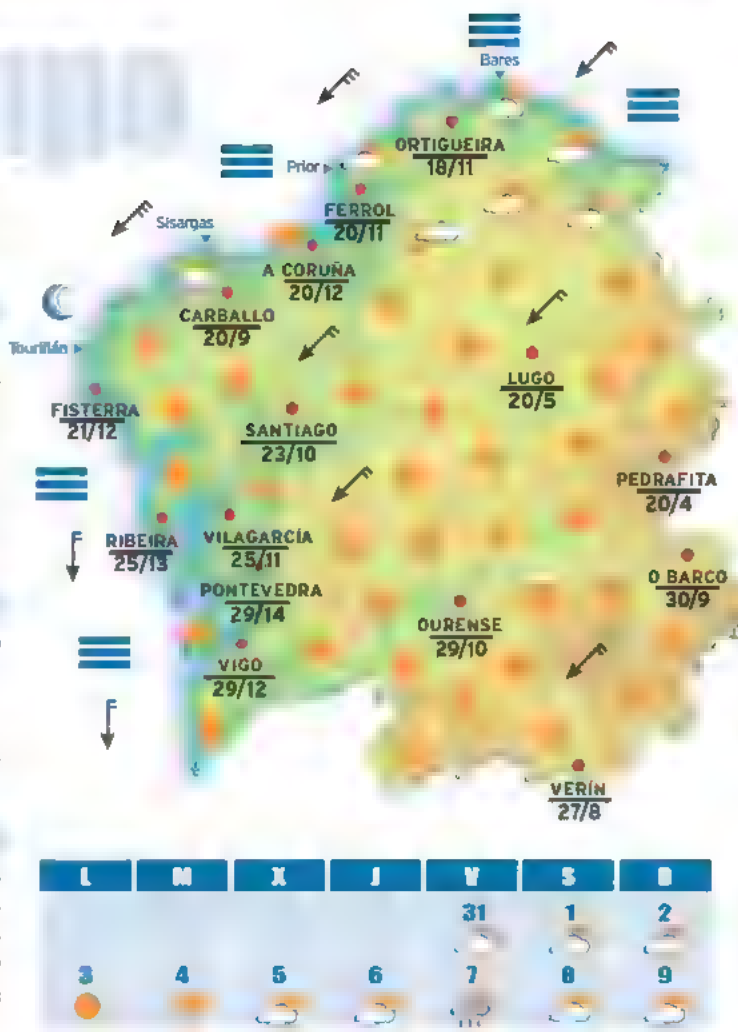 Bares
ORTIGUEIRA
18/11
Prior
FERROL
20/11
Sisargas
A CORUÑA
20/12
CARBALLO
20/9
Touriñán
LUGO
20/5
FISTERRA
21/12
SANTIAGO
23/10
PEDRAFITA
20/4
RIBEIRA
25/13
VILAGARCÍA
25/11
O BARCO
30/9
PONTEVEDRA
29/14
OURENSE
29/10
VIGO
29/12
VERÍN
27/8
L M X J V S D
31 1 2
3 4 5 6 7 8 9